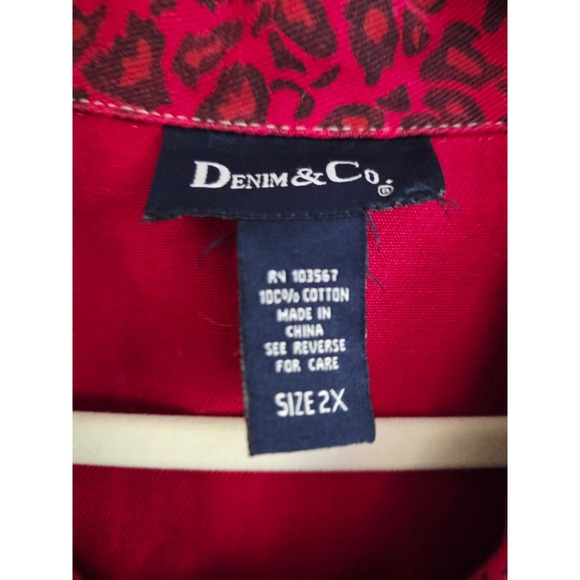 DENIM & CO.®
RN 103567
100% COTTON
MADE IN
CHINA
SEE REVERSE
FOR CARE
SIZE 2X